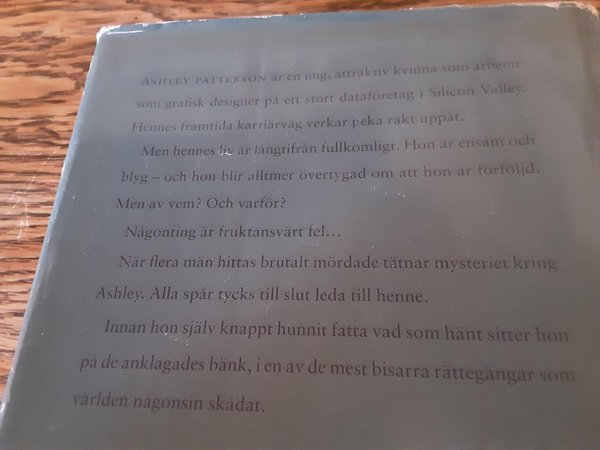 ASHLEY PATTERSON är en ung, attraktiv kvinna som arbetar
som grafisk designer på ett stort dataföretag i Silicon Valley.
Hennes framtida karriärväg verkar peka rakt uppåt.
Men hennes liv är långtifrån fullkomligt. Hon är ensam och
blyg – och hon blir alltmer övertygad om att hon är förföljd.
Men av vem? Och varför?
Någonting är fruktansvärt fel...
När flera män hittas brutalt mördade tätnar mysteriet kring
Ashley. Alla spår tycks till slut leda till henne.
Innan hon själv knappt hunnit fatta vad som hänt sitter hon
på de anklagades bänk, i en av de mest bisarra rättegångar som
världen någonsin skådat.